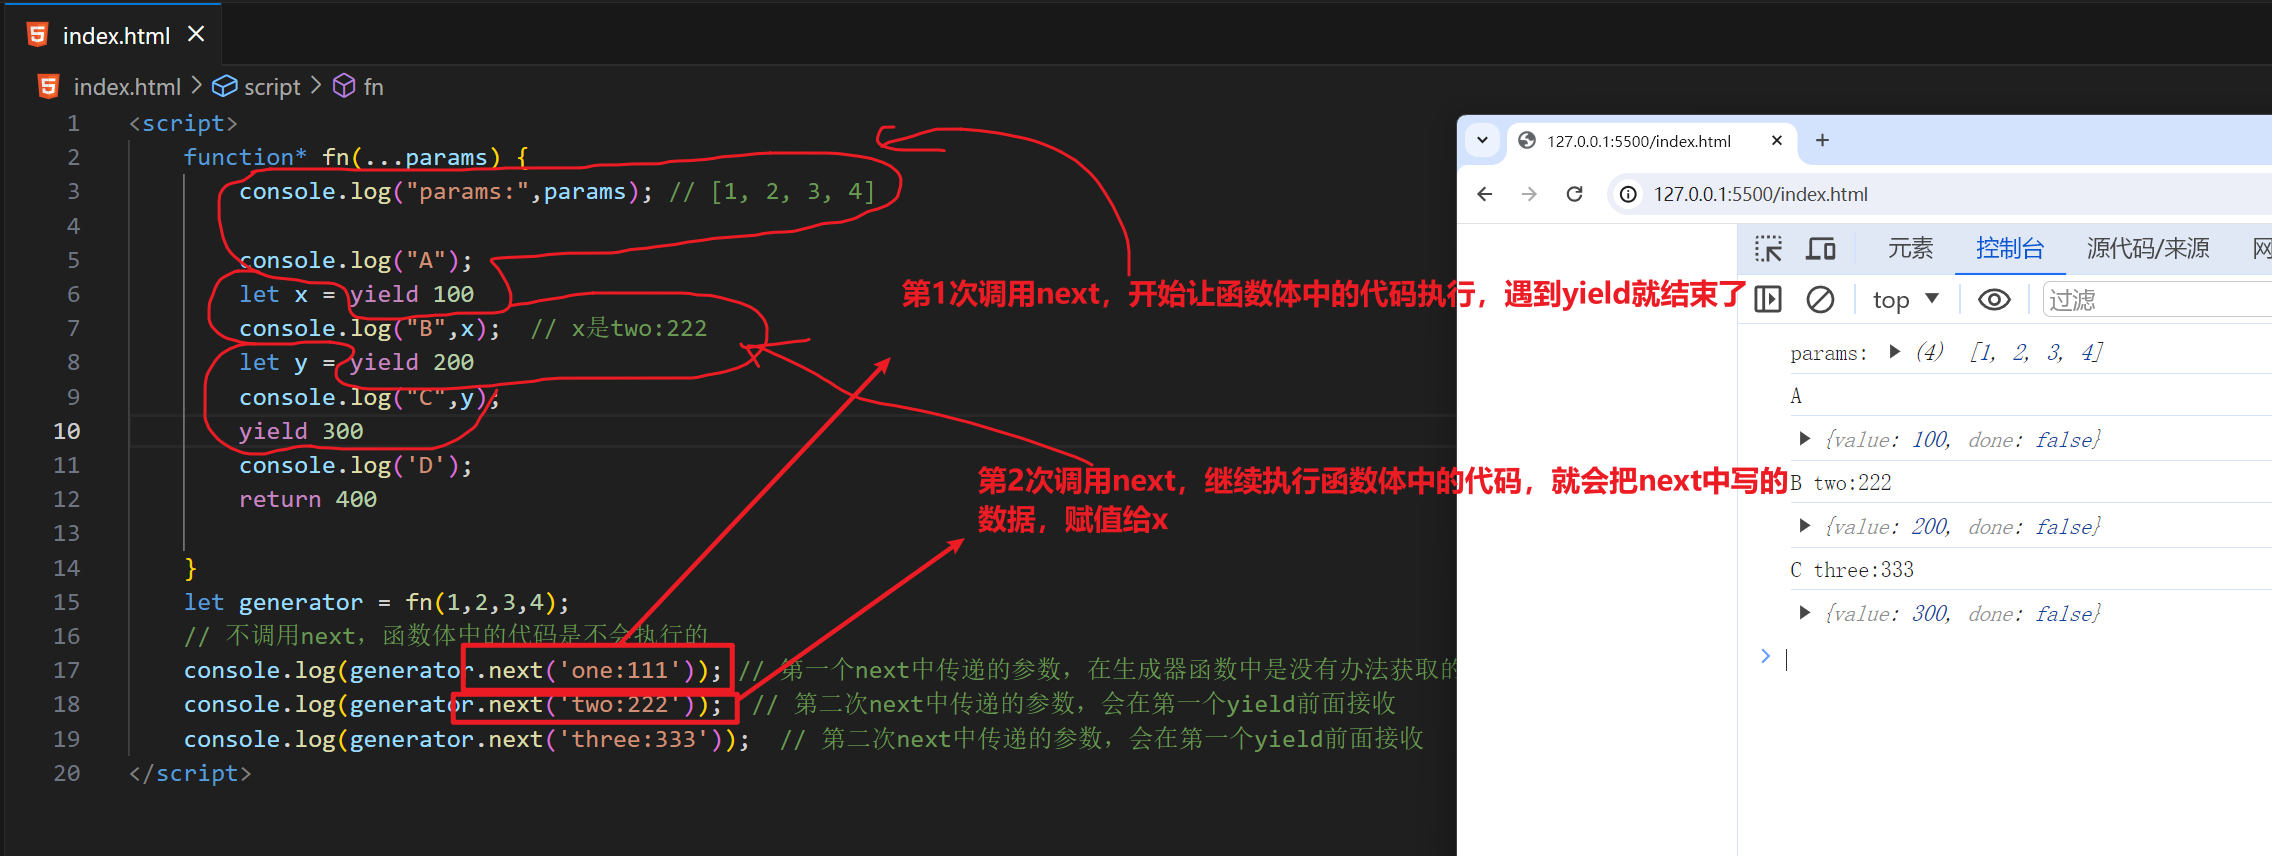 index.html
index.html > script > fn
1 <script>
2 function* fn(...params) {
3 console.log("params:",params); // [1, 2, 3, 4]
4
5 console.log("A");
6 let x = yield 100
7 console.log("B",x); // x是two:222
8 let y = yield 200
9 console.log("C",y);
10 yield 300
11 console.log('D');
12 return 400
13
14 }
15 let generator = fn(1,2,3,4);
16 // 不调用next，函数体中的代码是不会执行的
17 console.log(generator.next('one:111')); // 第一个next中传递的参数，在生成器函数中是没有办法获取的
18 console.log(generator.next('two:222')); // 第二次next中传递的参数，会在第一个yield前面接收
19 console.log(generator.next('three:333')); // 第二次next中传递的参数，会在第一个yield前面接收
20 </script>
第1次调用next，开始让函数体中的代码执行，遇到yield就结束了
第2次调用next，继续执行函数体中的代码，就会把next中写的
数据，赋值给x
127.0.0.1:5500/index.html
127.0.0.1:5500/index.html
元素 控制台 源代码/来源
top 过滤
params: (4) [1, 2, 3, 4]
A
{value: 100, done: false}
B two:222
{value: 200, done: false}
C three:333
{value: 300, done: false}